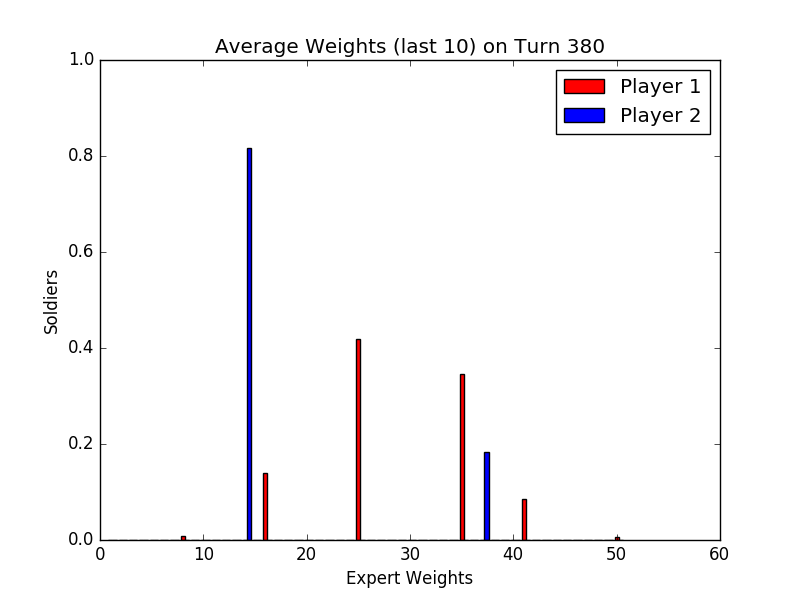 Average Weights (last 10) on Turn 380
1.0
Player 1
Player 2
0.8
0.6
Soldiers
0.4
0.2
0.0
0 10 20 30 40 50 60
Expert Weights